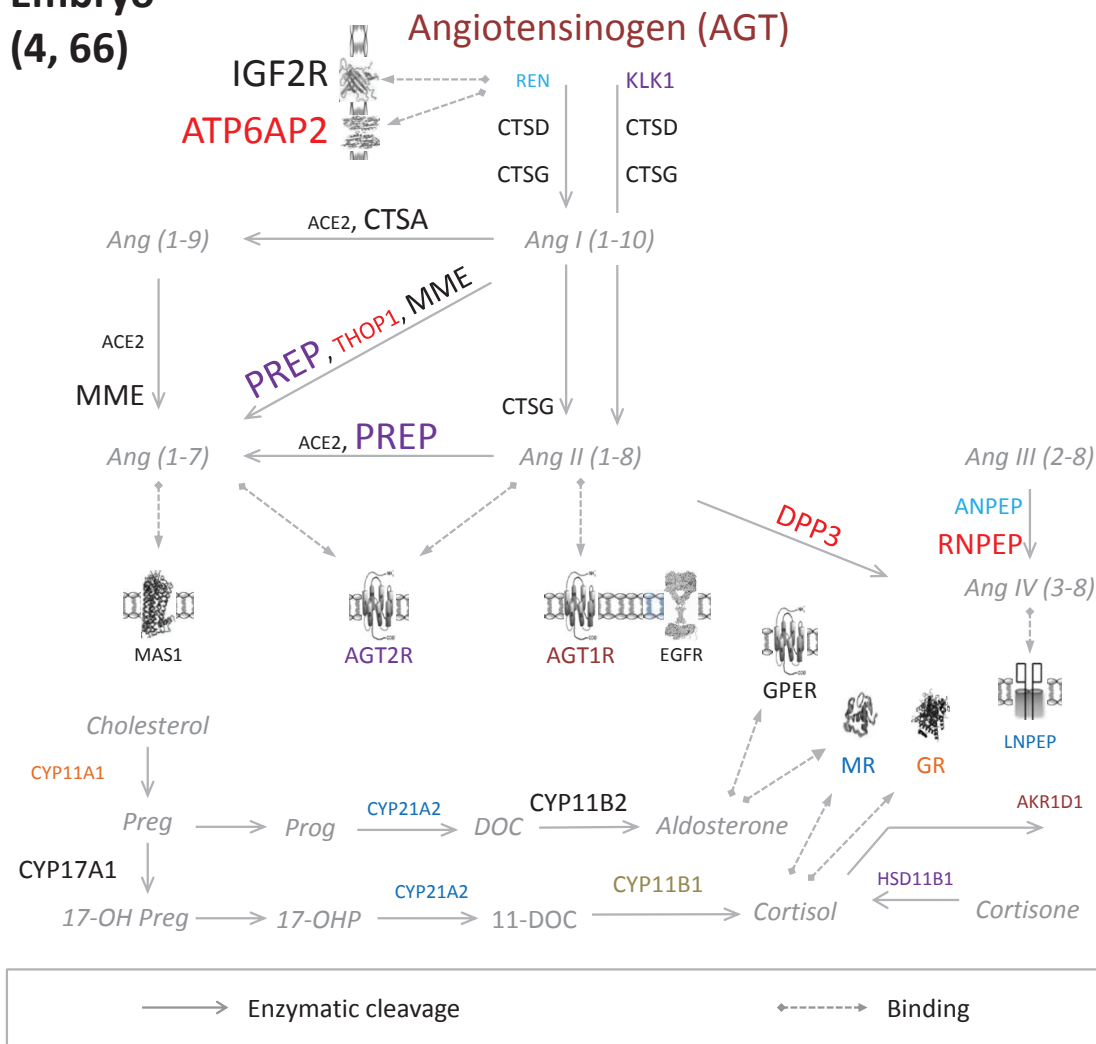 Embryo
(4, 66)
Angiotensinogen (AGT)
IGF2R
REN
KLK1
ATP6AP2
CTSD
CTSD
CTSG
CTSG
Ang (1-9)
ACE2, CTSA
Ang I (1-10)
ACE2
MME
PREP, THOP1, MME
CTSG
Ang (1-7)
ACE2, PREP
Ang II (1-8)
Ang III (2-8)
DPP3
ANPEP
RNPEP
Ang IV (3-8)
MAS1
AGT2R
AGT1R
EGFR
GPER
LNPEP
MR
GR
Cholesterol
CYP11A1
Preg
Prog
CYP21A2
DOC
CYP11B2
Aldosterone
AKR1D1
CYP17A1
17-OH Preg
17-OHP
CYP21A2
11-DOC
CYP11B1
Cortisol
HSD11B1
Cortisone
Enzymatic cleavage
Binding